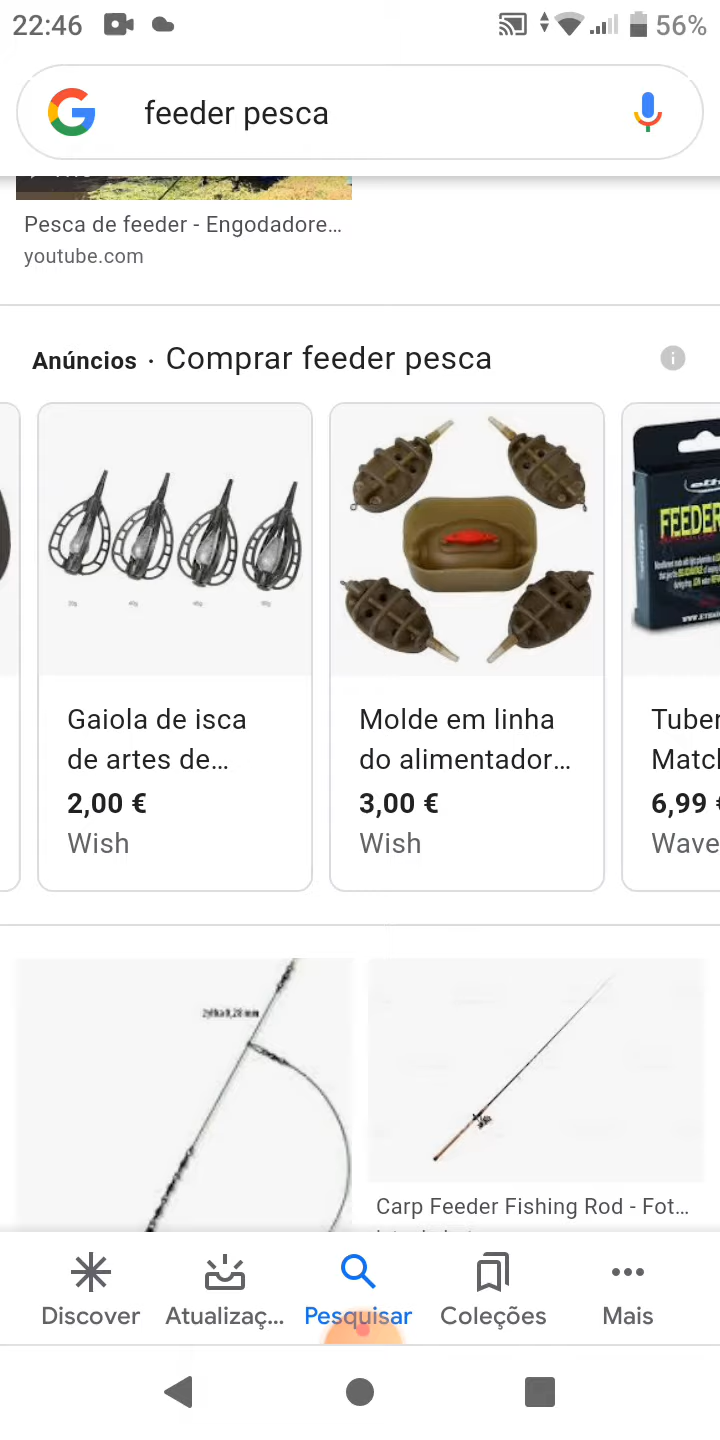 22:46
56%
feeder pesca
Pesca de feeder - Engodadore...
youtube.com
Anúncios · Comprar feeder pesca
Gaiola de isca
de artes de...
2,00 €
Wish
Molde em linha
do alimentador...
3,00 €
Wish
FEEDER
Tuber
Match
6,99 €
Wave
Carp Feeder Fishing Rod - Fot...
Discover
Atualizaç...
Pesquisar
Coleções
Mais